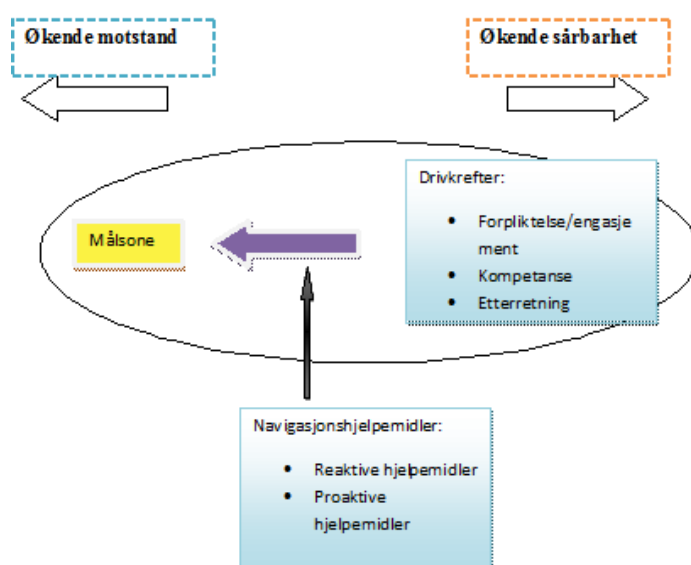 Økende motstand
Økende sårbarhet
Drivkrefter:
• Forpliktelse/engasje
ment
• Kompetanse
• Etterretning
Målsone
Navigasjonshjelpemidler:
• Reaktive hjelpemidler
• Proaktive
hjelpemidler